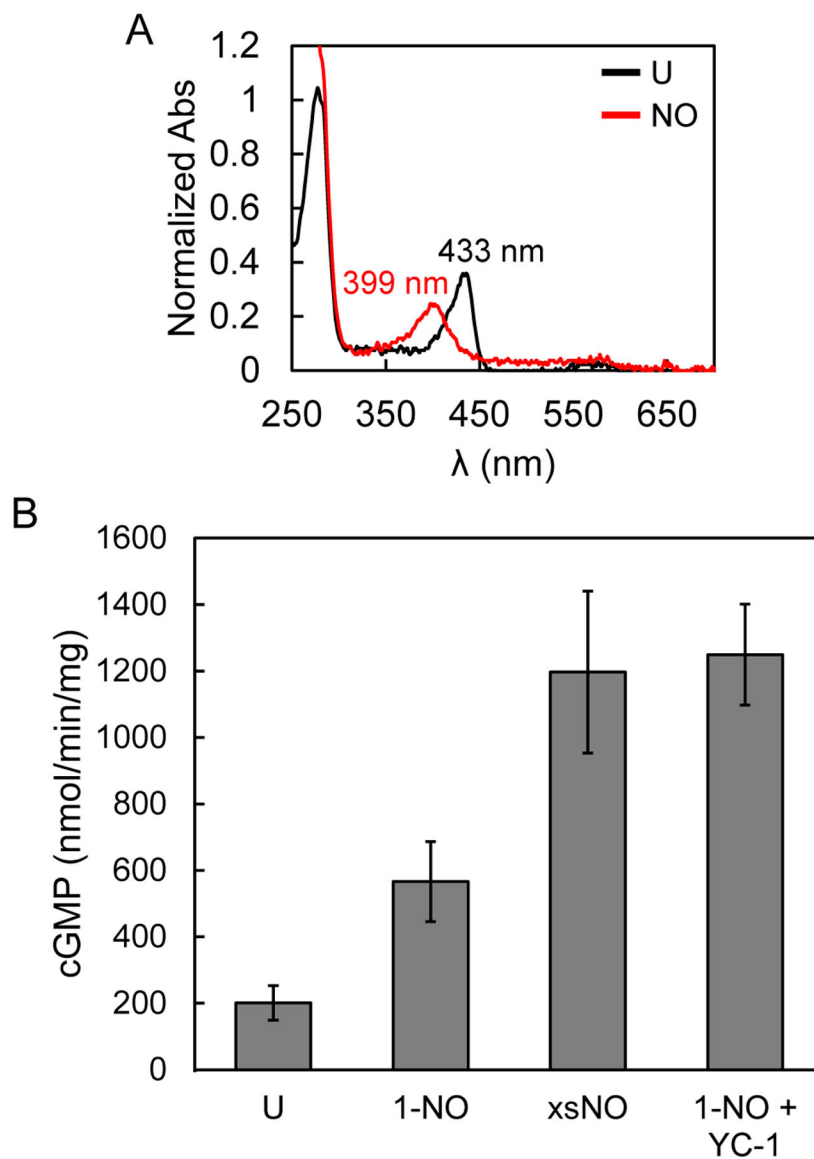 A
Normalized Abs
1.2
1
0.8
0.6
0.4
0.2
0
U
NO
433 nm
399 nm
250 350 450 550 650
λ (nm)
B
cGMP (nmol/min/mg)
1600
1400
1200
1000
800
600
400
200
0
U 1-NO xsNO 1-NO +
YC-1